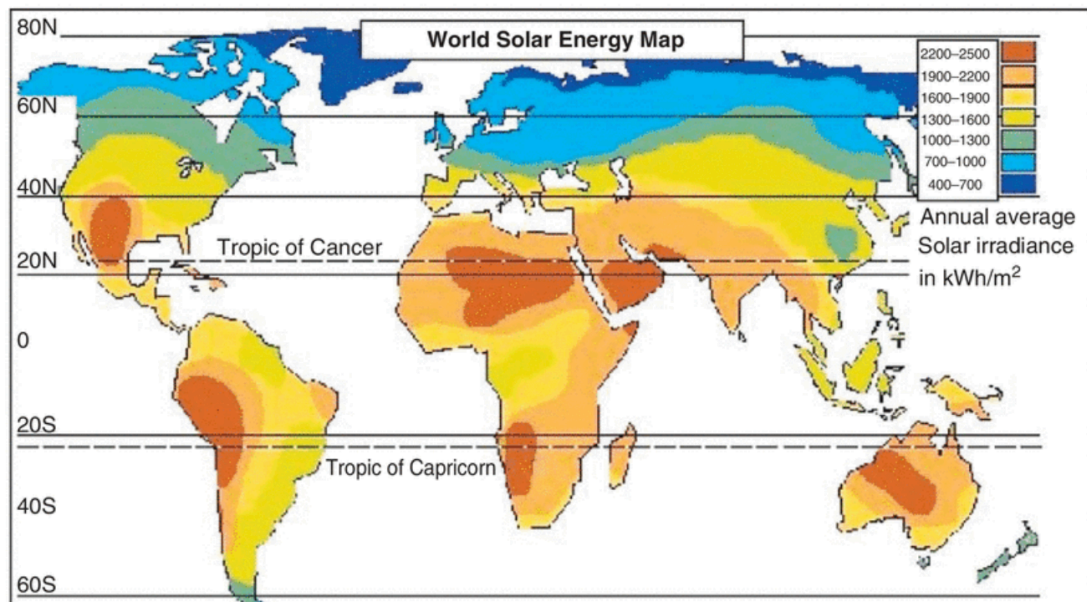 World Solar Energy Map
80N
60N
40N
20N
0
20S
40S
60S
Tropic of Cancer
Tropic of Capricorn
2200–2500
1900–2200
1600–1900
1300–1600
1000–1300
700–1000
400–700
Annual average
Solar irradiance
in kWh/m²